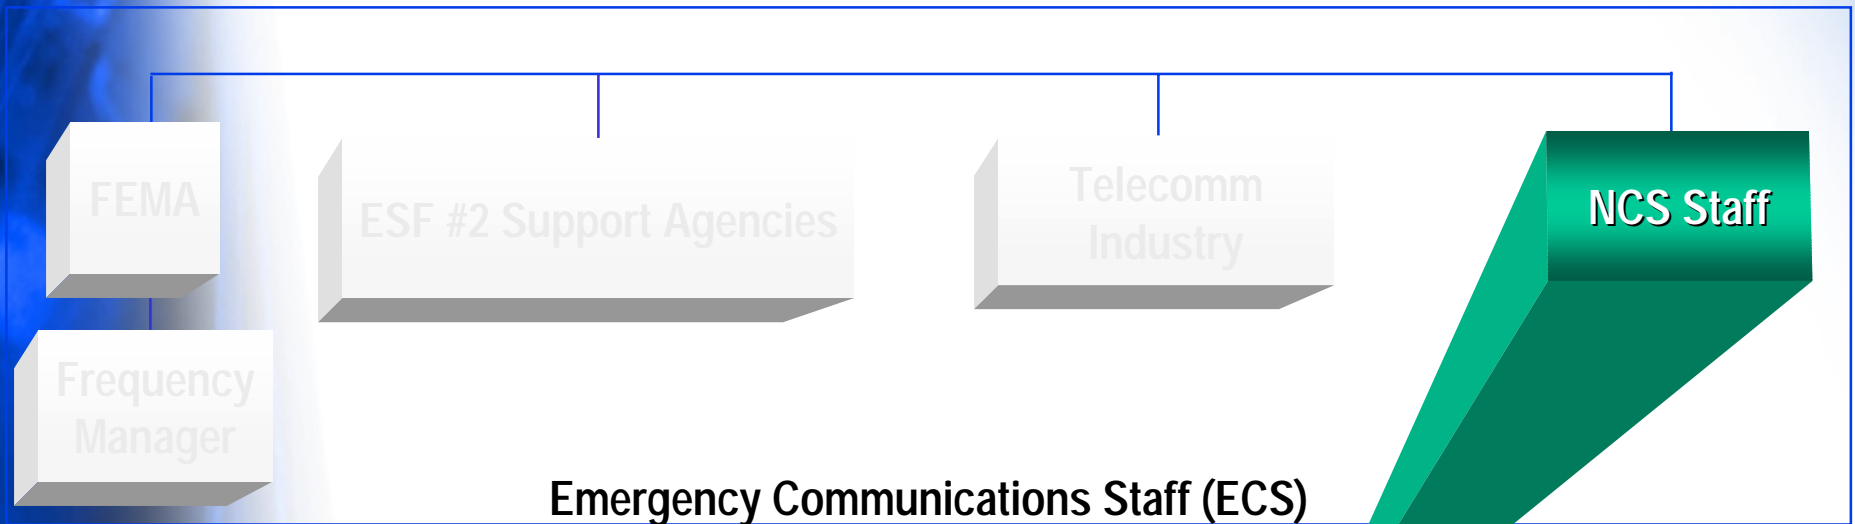 FEMA
ESF #2 Support Agencies
Telecomm
Industry
NCS Staff
Frequency
Manager
Emergency Communications Staff (ECS)